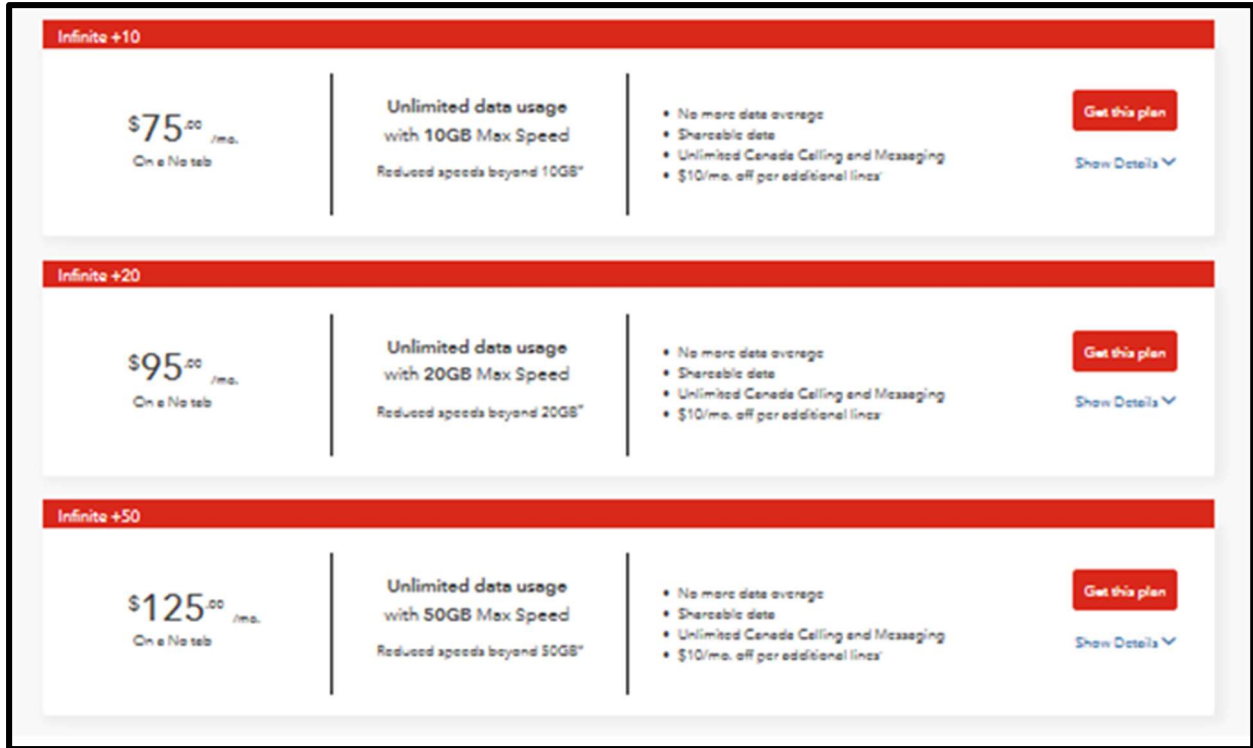 Infinite +10
$75.00 /mo.
On a No tab
Unlimited data usage
with 10GB Max Speed
Reduced speeds beyond 10GB*
• No more data overage
• Shareable data
• Unlimited Canada Calling and Messaging
• $10/mo. off per additional lines
Get this plan
Show Details
Infinite +20
$95.00 /mo.
On a No tab
Unlimited data usage
with 20GB Max Speed
Reduced speeds beyond 20GB*
• No more data overage
• Shareable data
• Unlimited Canada Calling and Messaging
• $10/mo. off per additional lines
Get this plan
Show Details
Infinite +50
$125.00 /mo.
On a No tab
Unlimited data usage
with 50GB Max Speed
Reduced speeds beyond 50GB*
• No more data overage
• Shareable data
• Unlimited Canada Calling and Messaging
• $10/mo. off per additional lines
Get this plan
Show Details